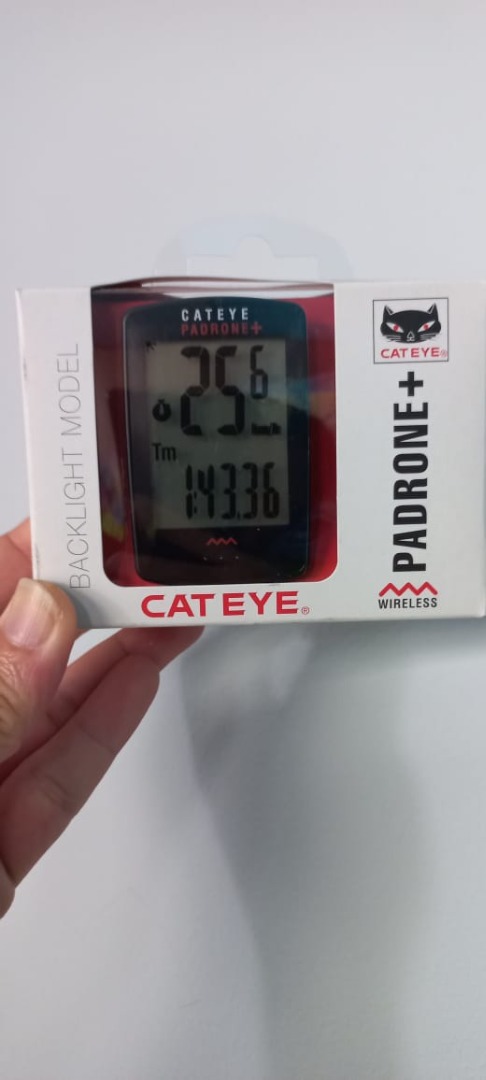 BACKLIGHT MODEL
CATEYE
PADRONE+
25.6
Tm
1:43.36
CATEYE®
CATEYE®
PADRONE+
WIRELESS